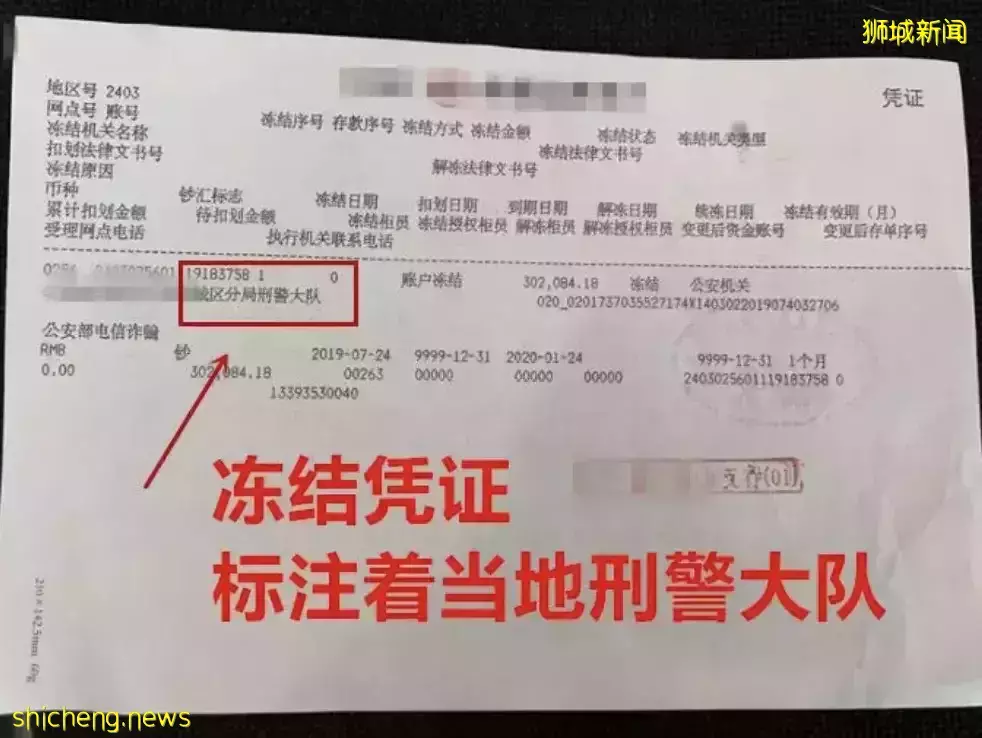 狮城新闻
凭证
地区号 2403
网点号 账号
冻结序号 存款序号 冻结方式 冻结金额 冻结状态 冻结机关类型
冻结机关名称
冻结法律文书号
扣划法律文书号
解冻法律文书号
冻结原因
币种 钞汇标志 冻结日期 扣划日期 到期日期 解冻日期 续冻日期 冻结有效期（月）
累计扣划金额 待扣划金额 冻结柜员 冻结授权柜员 解冻柜员 解冻授权柜员 变更后资金账号 变更后存单序号
受理网点电话 执行机关联系电话
19183758 1 0 账户冻结 302,084.18 冻结 公安机关
城区分局刑警大队 020_0201737035527174X1403022019074032706
公安部电信诈骗
RMB 钞 2019-07-24 9999-12-31 2020-01-24 9999-12-31 1个月
0.00 302,084.18 00263 00000 00000 00000 2403025601119183758 0
13393530040
冻结凭证
标注着当地刑警大队
(01)
210×142.5mm 60g
shicheng.news